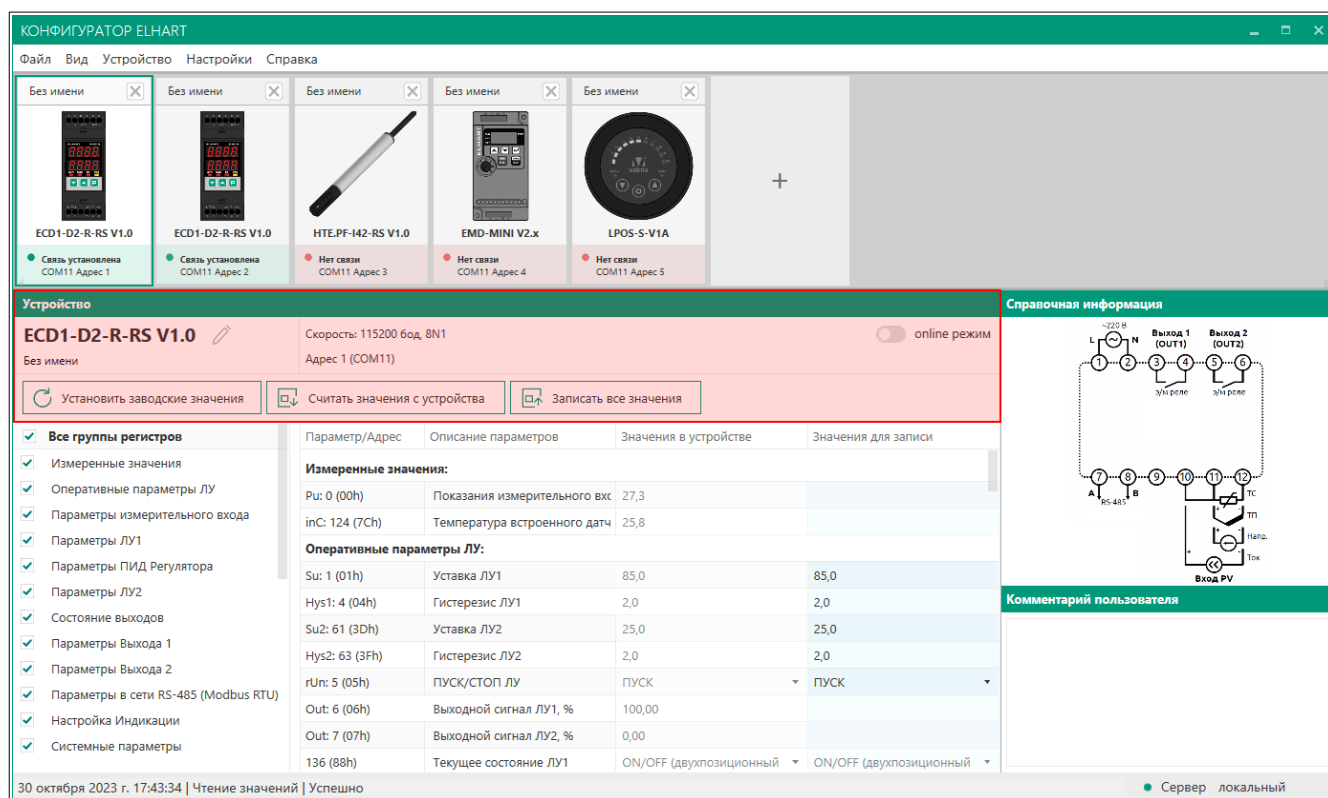 КОНФИГУРАТОР ELHART
Файл Вид Устройство Настройки Справка
Без имени Без имени Без имени Без имени Без имени
ECD1-D2-R-RS V1.0 ECD1-D2-R-RS V1.0 HTE.PF-I42-RS V1.0 EMD-MINI V2.x LPOS-S-V1A
Связь установлена Связь установлена Нет связи Нет связи Нет связи
COM11 Адрес 1 COM11 Адрес 2 COM11 Адрес 3 COM11 Адрес 4 COM11 Адрес 5
Устройство
ECD1-D2-R-RS V1.0
Без имени
Скорость: 115200 бод, 8N1
Адрес 1 (COM11)
online режим
Установить заводские значения Считать значения с устройства Записать все значения
Все группы регистров
Измеренные значения
Оперативные параметры ЛУ
Параметры измерительного входа
Параметры ЛУ1
Параметры ПИД Регулятора
Параметры ЛУ2
Состояние выходов
Параметры Выхода 1
Параметры Выхода 2
Параметры в сети RS-485 (Modbus RTU)
Настройка Индикации
Системные параметры
Параметр/Адрес Описание параметров Значения в устройстве Значения для записи
Измеренные значения:
Pu: 0 (00h) Показания измерительного вхс 27,3
inC: 124 (7Ch) Температура встроенного датч 25,8
Оперативные параметры ЛУ:
Su: 1 (01h) Уставка ЛУ1 85,0 85,0
Hys1: 4 (04h) Гистерезис ЛУ1 2,0 2,0
Su2: 61 (3Dh) Уставка ЛУ2 25,0 25,0
Hys2: 63 (3Fh) Гистерезис ЛУ2 2,0 2,0
rUn: 5 (05h) ПУСК/СТОП ЛУ ПУСК ПУСК
Out: 6 (06h) Выходной сигнал ЛУ1, % 100,00
Out: 7 (07h) Выходной сигнал ЛУ2, % 0,00
136 (88h) Текущее состояние ЛУ1 ON/OFF (двухпозиционный ON/OFF (двухпозиционный
Справочная информация
~220 В
L N
Выход 1 Выход 2
(OUT1) (OUT2)
1 2 3 4 5 6
э/м реле э/м реле
7 8 9 10 11 12
A B
RS-485
ТС
ТП
Напр.
Ток
Вход PV
Комментарий пользователя
30 октября 2023 г. 17:43:34 | Чтение значений | Успешно
Сервер локальный